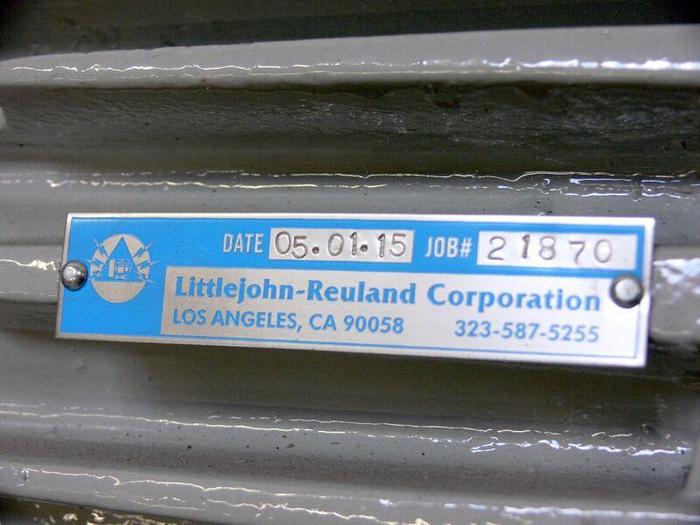 DATE 05.01.15 JOB# 21870
Littlejohn-Reuland Corporation
LOS ANGELES, CA 90058 323-587-5255